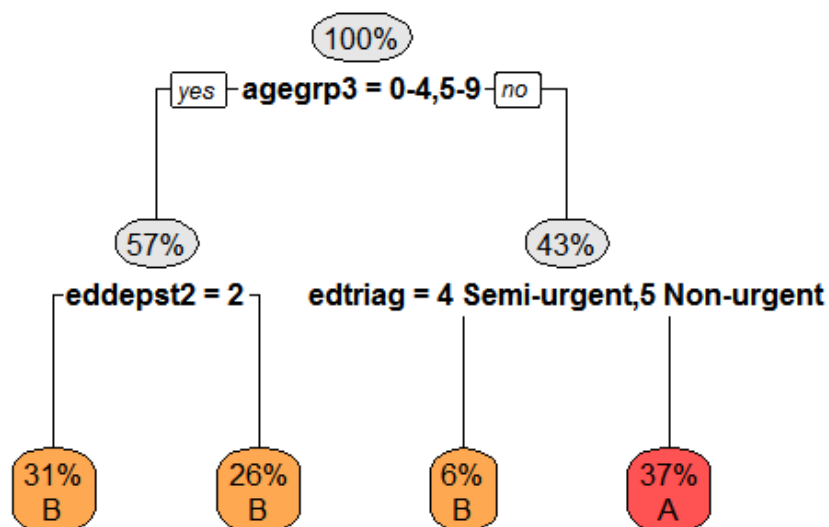 100%
yes agegrp3 = 0-4,5-9 no
57% 43%
eddepst2 = 2 edtriag = 4 Semi-urgent,5 Non-urgent
31% 26% 6% 37%
B B B A